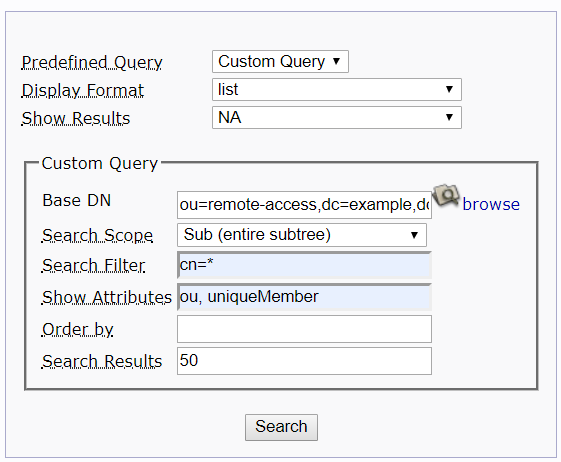 Predefined Query Custom Query
Display Format list
Show Results NA
Custom Query
Base DN ou=remote-access,dc=example,dc browse
Search Scope Sub (entire subtree)
Search Filter cn=*
Show Attributes ou, uniqueMember
Order by
Search Results 50
Search